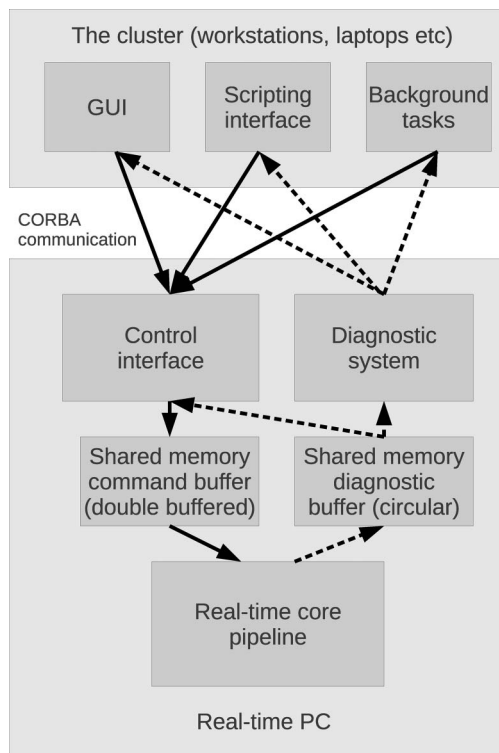 The cluster (workstations, laptops etc)
GUI
Scripting
interface
Background
tasks
CORBA
communication
Control
interface
Diagnostic
system
Shared memory
command buffer
(double buffered)
Shared memory
diagnostic
buffer (circular)
Real-time core
pipeline
Real-time PC